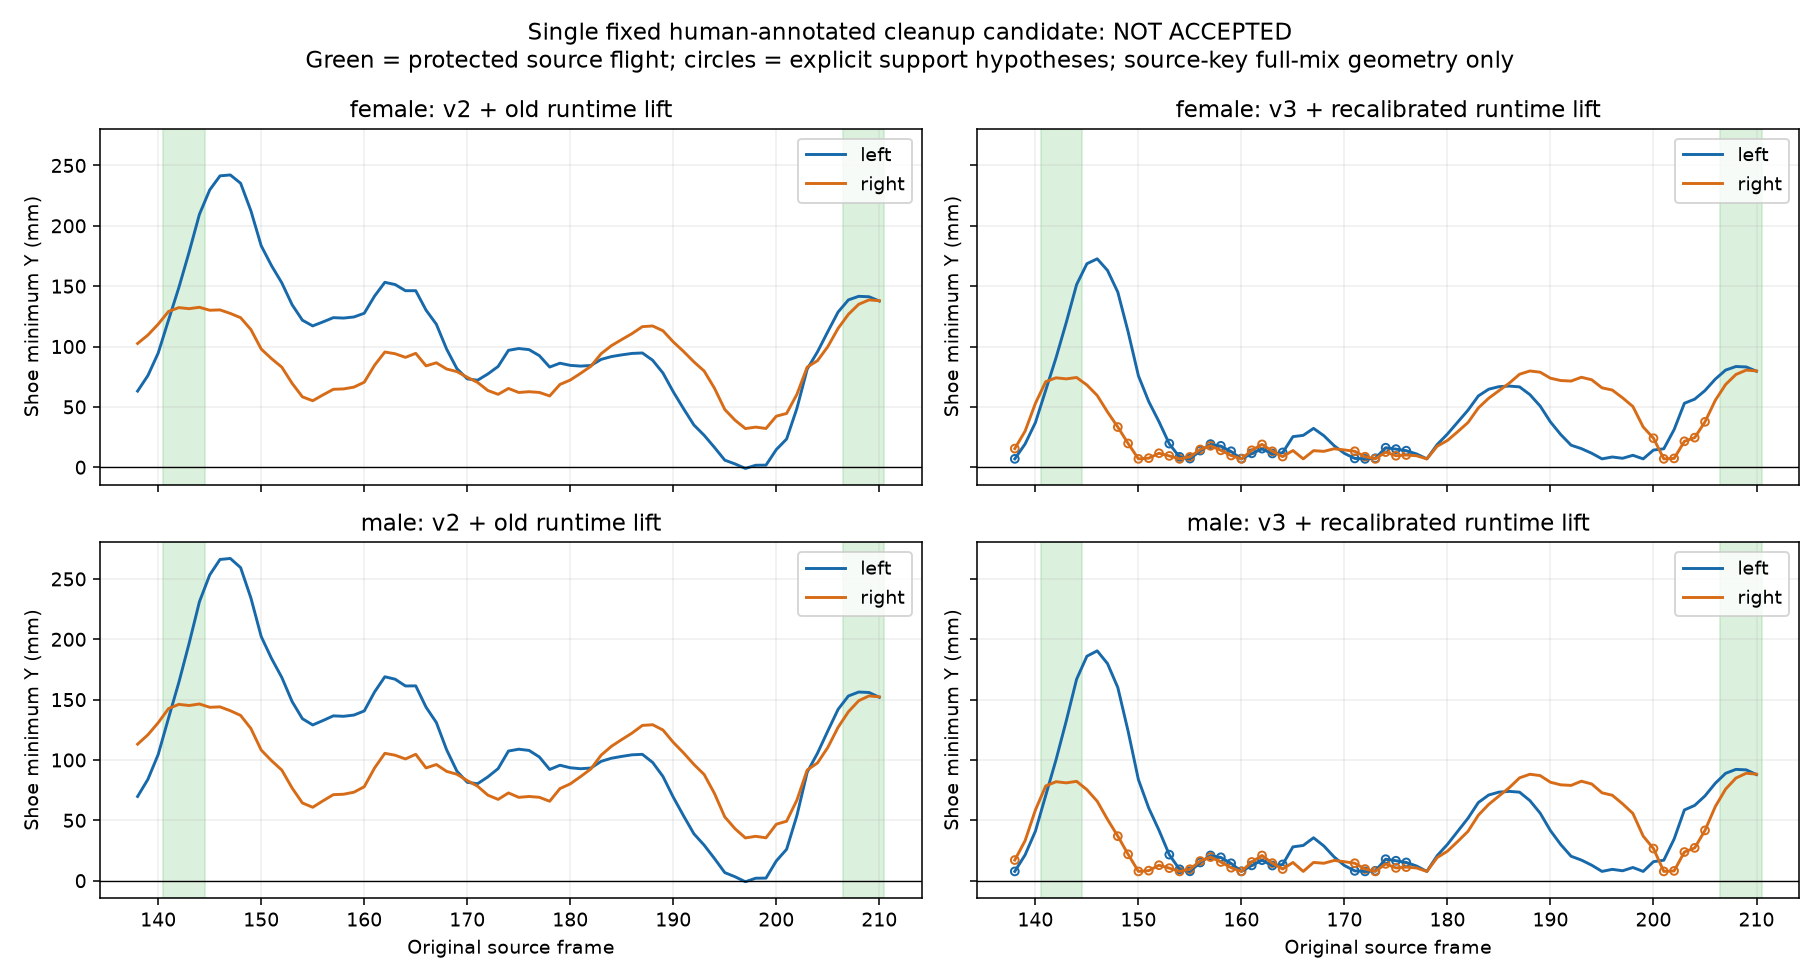 Single fixed human-annotated cleanup candidate: NOT ACCEPTED
Green = protected source flight; circles = explicit support hypotheses; source-key full-mix geometry only
female: v2 + old runtime lift
Shoe minimum Y (mm)
250
200
150
100
50
0
left
right
female: v3 + recalibrated runtime lift
Shoe minimum Y (mm)
left
right
male: v2 + old runtime lift
Shoe minimum Y (mm)
250
200
150
100
50
0
left
right
140 150 160 170 180 190 200 210
Original source frame
male: v3 + recalibrated runtime lift
Shoe minimum Y (mm)
left
right
140 150 160 170 180 190 200 210
Original source frame